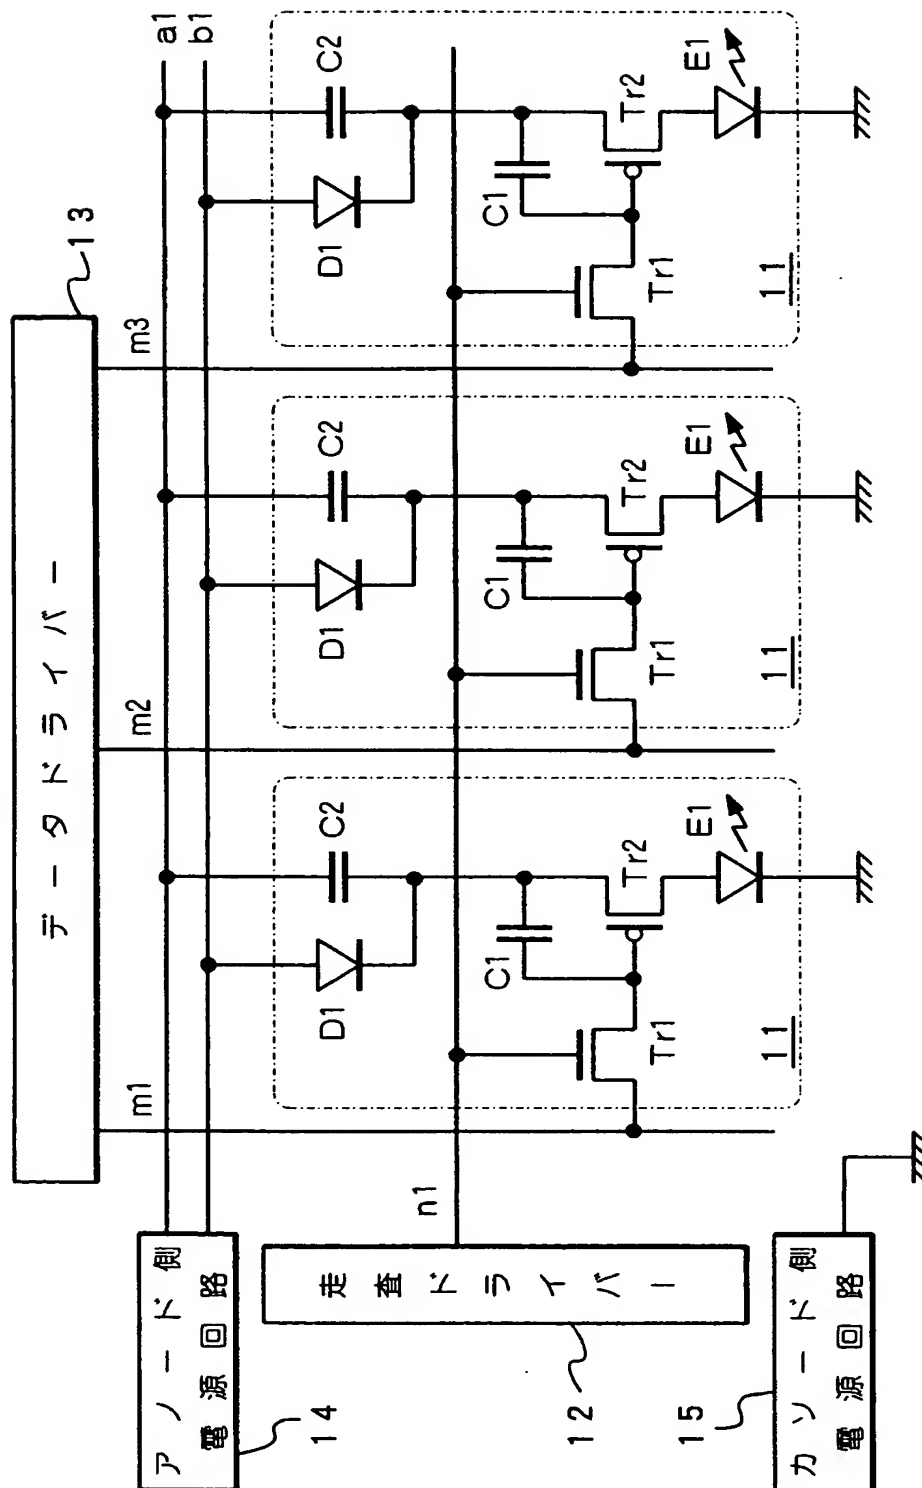 データドライバー
13
アノード側
電源回路
14
a1
b1
m1
m2
m3
D1
C2
D1
C2
D1
C2
n1
走査ドライバー
12
C1
Tr2
C1
Tr2
C1
Tr2
Tr1
E1
Tr1
E1
Tr1
E1
11
11
11
カソード側
電源回路
15